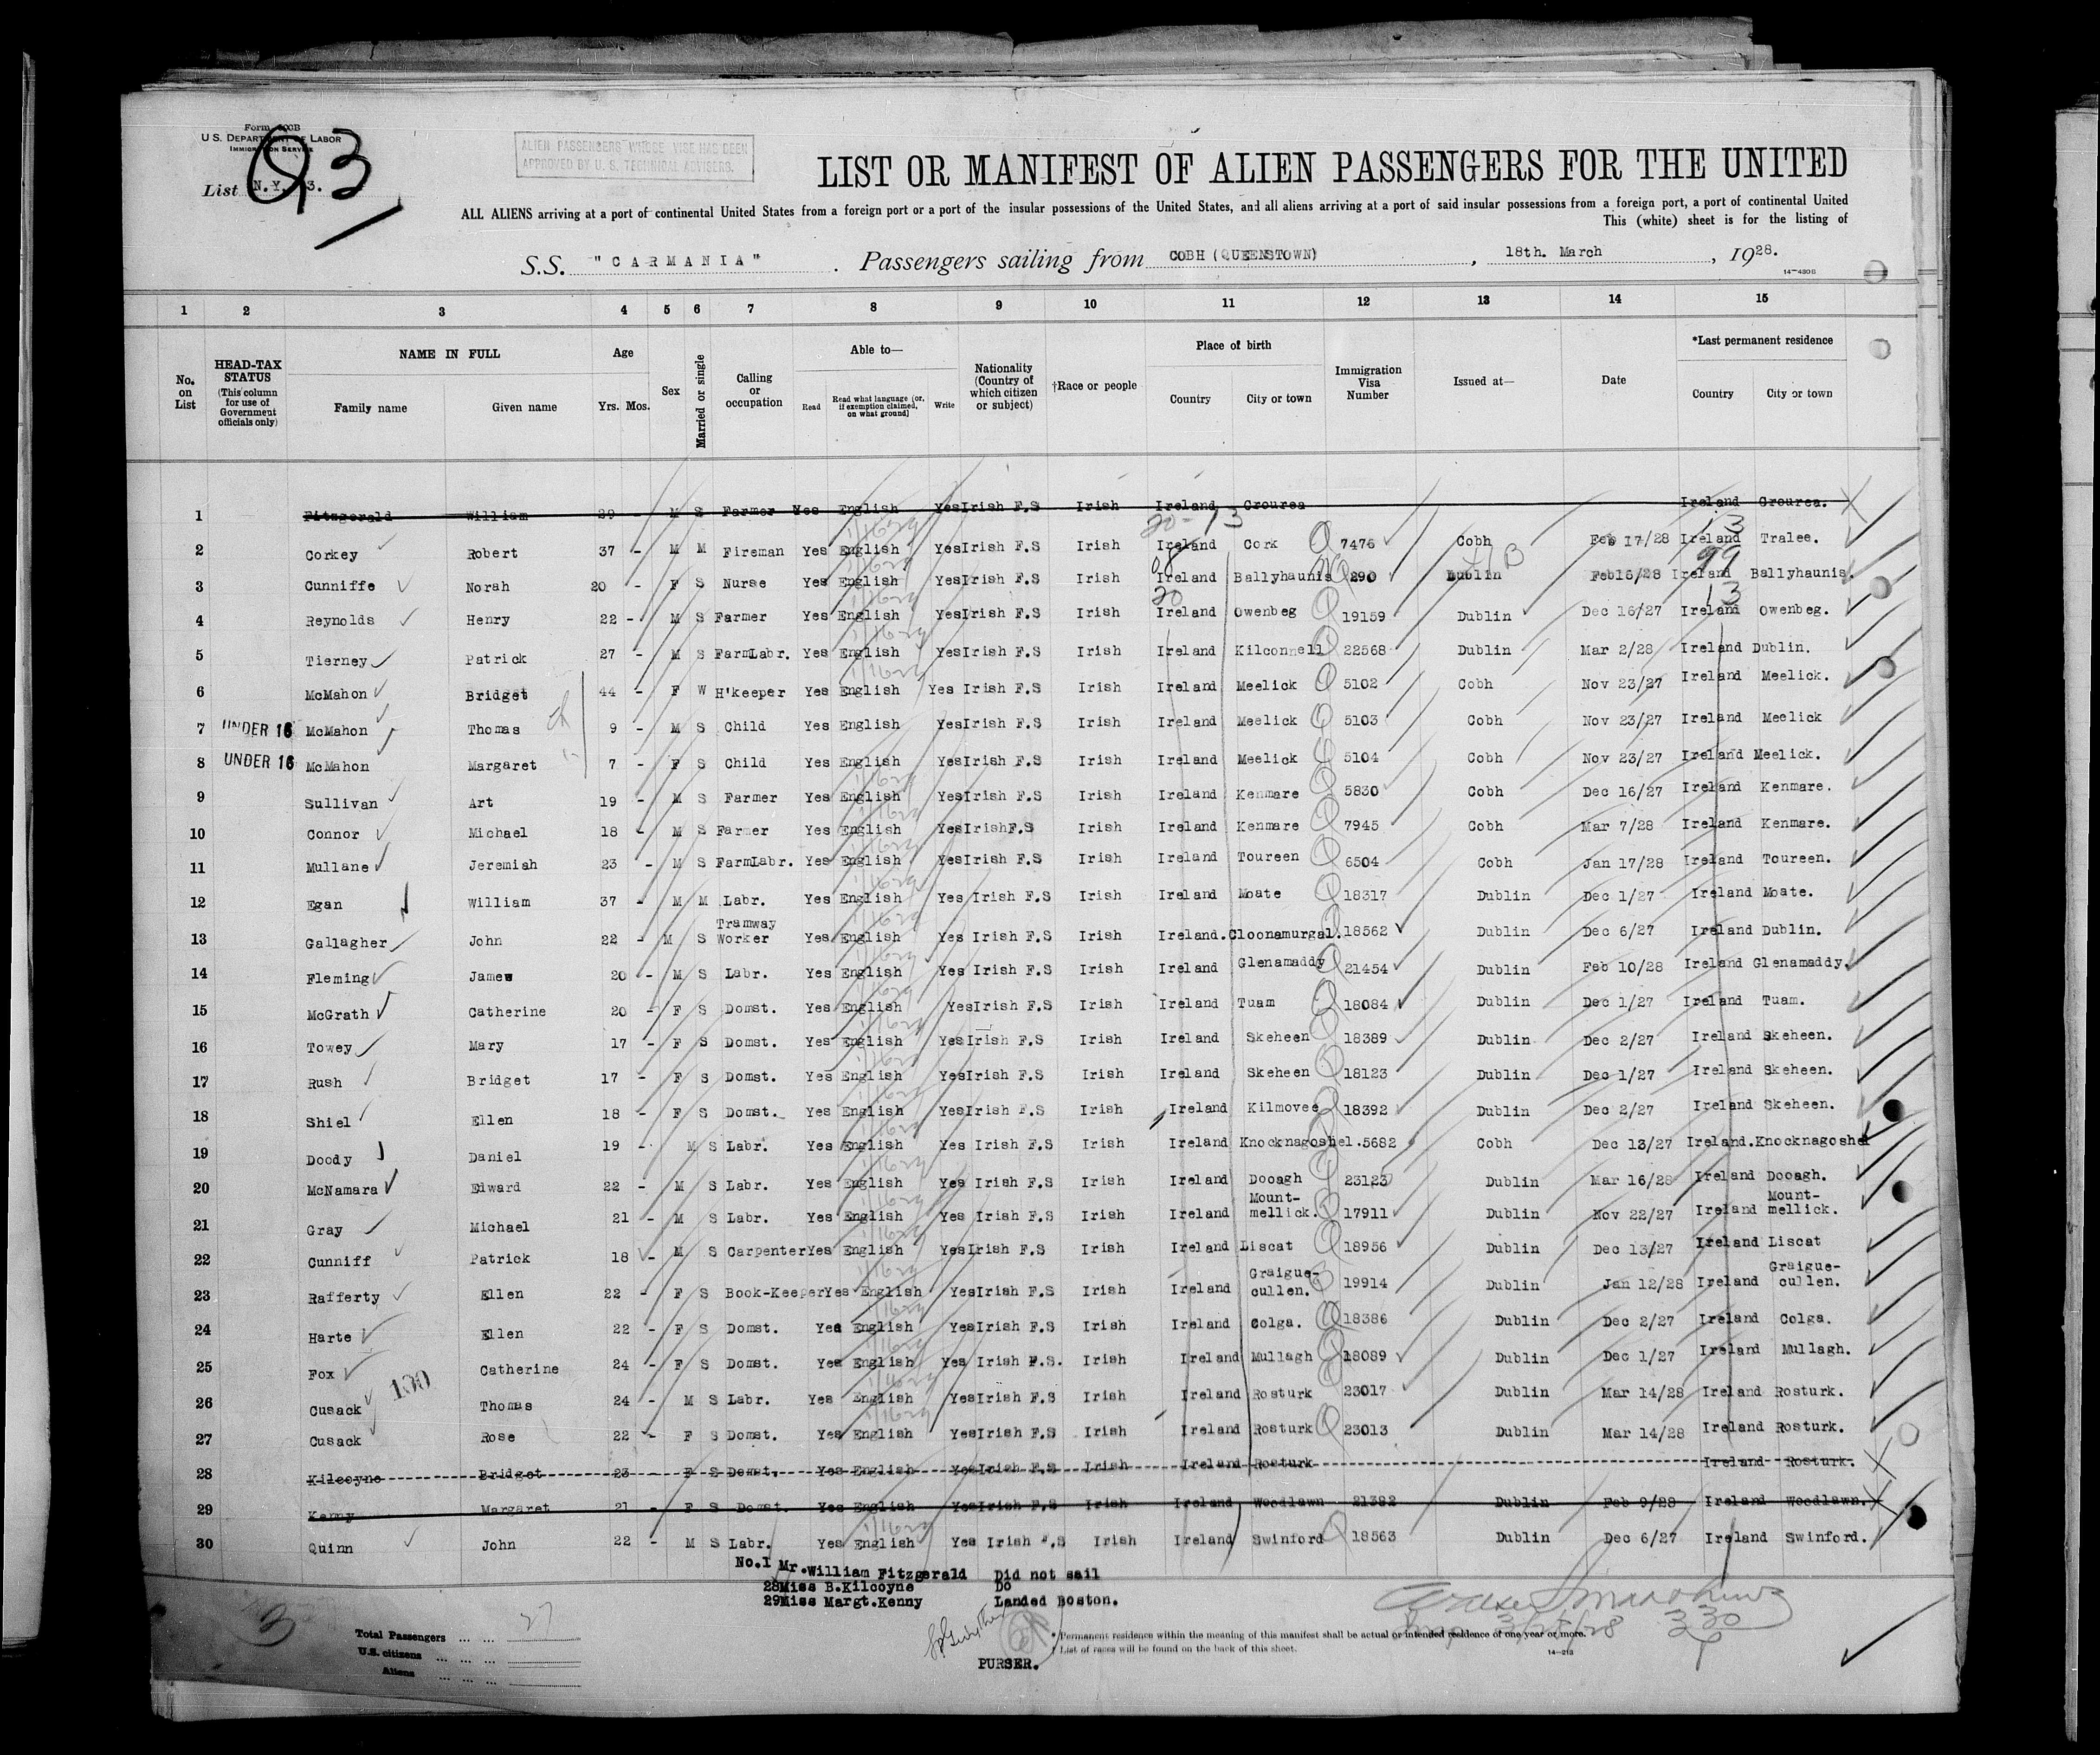 Form 500B
U.S. DEPARTMENT OF LABOR
IMMIGRATION SERVICE
List N.Y. 3.
93
ALIEN PASSENGERS WHOSE VISE HAS BEEN
APPROVED BY U. S. TECHNICAL ADVISERS.
LIST OR MANIFEST OF ALIEN PASSENGERS FOR THE UNITED
ALL ALIENS arriving at a port of continental United States from a foreign port or a port of the insular possessions of the United States, and all aliens arriving at a port of said insular possessions from a foreign port, a port of continental United
This (white) sheet is for the listing of
S.S. "CARMANIA" . Passengers sailing from COBH (QUEENSTOWN) , 18th. March , 1928.
14-430B
1 2 3 4 5 6 7 8 9 10 11 12 13 14 15
No. on List
HEAD-TAX STATUS (This column for use of Government officials only)
NAME IN FULL
Family name Given name
Age
Yrs. Mos.
Sex
Married or single
Calling or occupation
Able to—
Read Read what language (or, if exemption claimed, on what ground) Write
Nationality (Country of which citizen or subject)
†Race or people
Place of birth
Country City or town
Immigration Visa Number
Issued at—
Date
*Last permanent residence
Country City or town
1 Fitzgerald William 29 - M S Farmer Yes English Yes Irish F.S Irish Ireland Crourea Ireland Crourea.
2 Corkey Robert 37 - M M Fireman Yes English Yes Irish F.S Irish Ireland Cork 7476 Cobh Feb 17/28 Ireland Tralee.
3 Cunniffe Norah 20 - F S Nurse Yes English Yes Irish F.S Irish Ireland Ballyhaunis 290 Dublin Feb16/28 Ireland Ballyhaunis.
4 Reynolds Henry 22 - M S Farmer Yes English Yes Irish F.S Irish Ireland Owenbeg 19159 Dublin Dec 16/27 Ireland Owenbeg.
5 Tierney Patrick 27 - M S FarmLabr. Yes English Yes Irish F.S Irish Ireland Kilconnell 22568 Dublin Mar 2/28 Ireland Dublin.
6 McMahon Bridget 44 - F W H'keeper Yes English Yes Irish F.S Irish Ireland Meelick 5102 Cobh Nov 23/27 Ireland Meelick.
7 UNDER 16 McMahon Thomas 9 - M S Child Yes English Yes Irish F.S Irish Ireland Meelick 5103 Cobh Nov 23/27 Ireland Meelick
8 UNDER 16 McMahon Margaret 7 - F S Child Yes English Yes Irish F.S Irish Ireland Meelick 5104 Cobh Nov 23/27 Ireland Meelick.
9 Sullivan Art 19 - M S Farmer Yes English Yes Irish F.S Irish Ireland Kenmare 5830 Cobh Dec 16/27 Ireland Kenmare.
10 Connor Michael 18 - M S Farmer Yes English Yes IrishF.S Irish Ireland Kenmare 7945 Cobh Mar 7/28 Ireland Kenmare.
11 Mullane Jeremiah 23 - M S FarmLabr. Yes English Yes Irish F.S Irish Ireland Toureen 6504 Cobh Jan 17/28 Ireland Toureen.
12 Egan William 37 - M M Labr. Yes English Yes Irish F.S Irish Ireland Moate 18317 Dublin Dec 1/27 Ireland Moate.
13 Gallagher John 22 - M S Tramway Worker Yes English Yes Irish F.S Irish Ireland. Cloonamurgal. 18562 Dublin Dec 6/27 Ireland Dublin.
14 Fleming James 20 - M S Labr. Yes English Yes Irish F.S Irish Ireland Glenamaddy 21454 Dublin Feb 10/28 Ireland Glenamaddy.
15 McGrath Catherine 20 - F S Domst. Yes English Yes Irish F.S Irish Ireland Tuam 18084 Dublin Dec 1/27 Ireland Tuam.
16 Towey Mary 17 - F S Domst. Yes English Yes Irish F.S Irish Ireland Skeheen 18389 Dublin Dec 2/27 Ireland Skeheen.
17 Rush Bridget 17 - F S Domst. Yes English Yes Irish F.S Irish Ireland Skeheen 18123 Dublin Dec 1/27 Ireland Skeheen.
18 Shiel Ellen 18 - F S Domst. Yes English Yes Irish F.S Irish Ireland Kilmovee 18392 Dublin Dec 2/27 Ireland Skeheen.
19 Doody Daniel 19 - M S Labr. Yes English Yes Irish F.S Irish Ireland Knocknagoshel. 5682 Cobh Dec 13/27 Ireland. Knocknagoshel
20 McNamara Edward 22 - M S Labr. Yes English Yes Irish F.S Irish Ireland Dooagh 23123 Dublin Mar 16/28 Ireland Dooagh.
21 Gray Michael 21 - M S Labr. Yes English Yes Irish F.S Irish Ireland Mount-mellick. 17911 Dublin Nov 22/27 Ireland Mount-mellick.
22 Cunniff Patrick 18 - M S Carpenter Yes English Yes Irish F.S Irish Ireland Liscat 18956 Dublin Dec 13/27 Ireland Liscat
23 Rafferty Ellen 22 - F S Book-Keeper Yes English Yes Irish F.S Irish Ireland Graigue-cullen. 19914 Dublin Jan 12/28 Ireland Graigue-cullen.
24 Harte Ellen 22 - F S Domst. Yes English Yes Irish F.S Irish Ireland Colga. 18386 Dublin Dec 2/27 Ireland Colga.
25 Fox Catherine 24 - F S Domst. Yes English Yes Irish F.S. Irish Ireland Mullagh 18089 Dublin Dec 1/27 Ireland Mullagh.
26 Cusack Thomas 24 - M S Labr. Yes English Yes Irish F.S Irish Ireland Rosturk 23017 Dublin Mar 14/28 Ireland Rosturk.
27 Cusack Rose 22 - F S Domst. Yes English Yes Irish F.S Irish Ireland Rosturk 23013 Dublin Mar 14/28 Ireland Rosturk.
28 Kilcoyne Bridget 23 - F S Domst. Yes English Yes Irish F.S Irish Ireland Rosturk Ireland Rosturk.
29 Kenny Margaret 21 - F S Domst. Yes English Yes Irish F.S Irish Ireland Woodlawn 21382 Dublin Feb 9/28 Ireland Woodlawn.
30 Quinn John 22 - M S Labr. Yes English Yes Irish F.S Irish Ireland Swinford 18563 Dublin Dec 6/27 Ireland Swinford.
No.1 Mr.William Fitzgerald Did not sail
28 Miss B.Kilcoyne Do
29 Miss Margt.Kenny Landed Boston.
Total Passengers ... ... 27
U.S. citizens ... ... ...
Aliens ... ... ...
PURSER.
* Permanent residence within the meaning of this manifest shall be actual or intended residence of one year or more.
† List of races will be found on the back of this sheet.
14-213